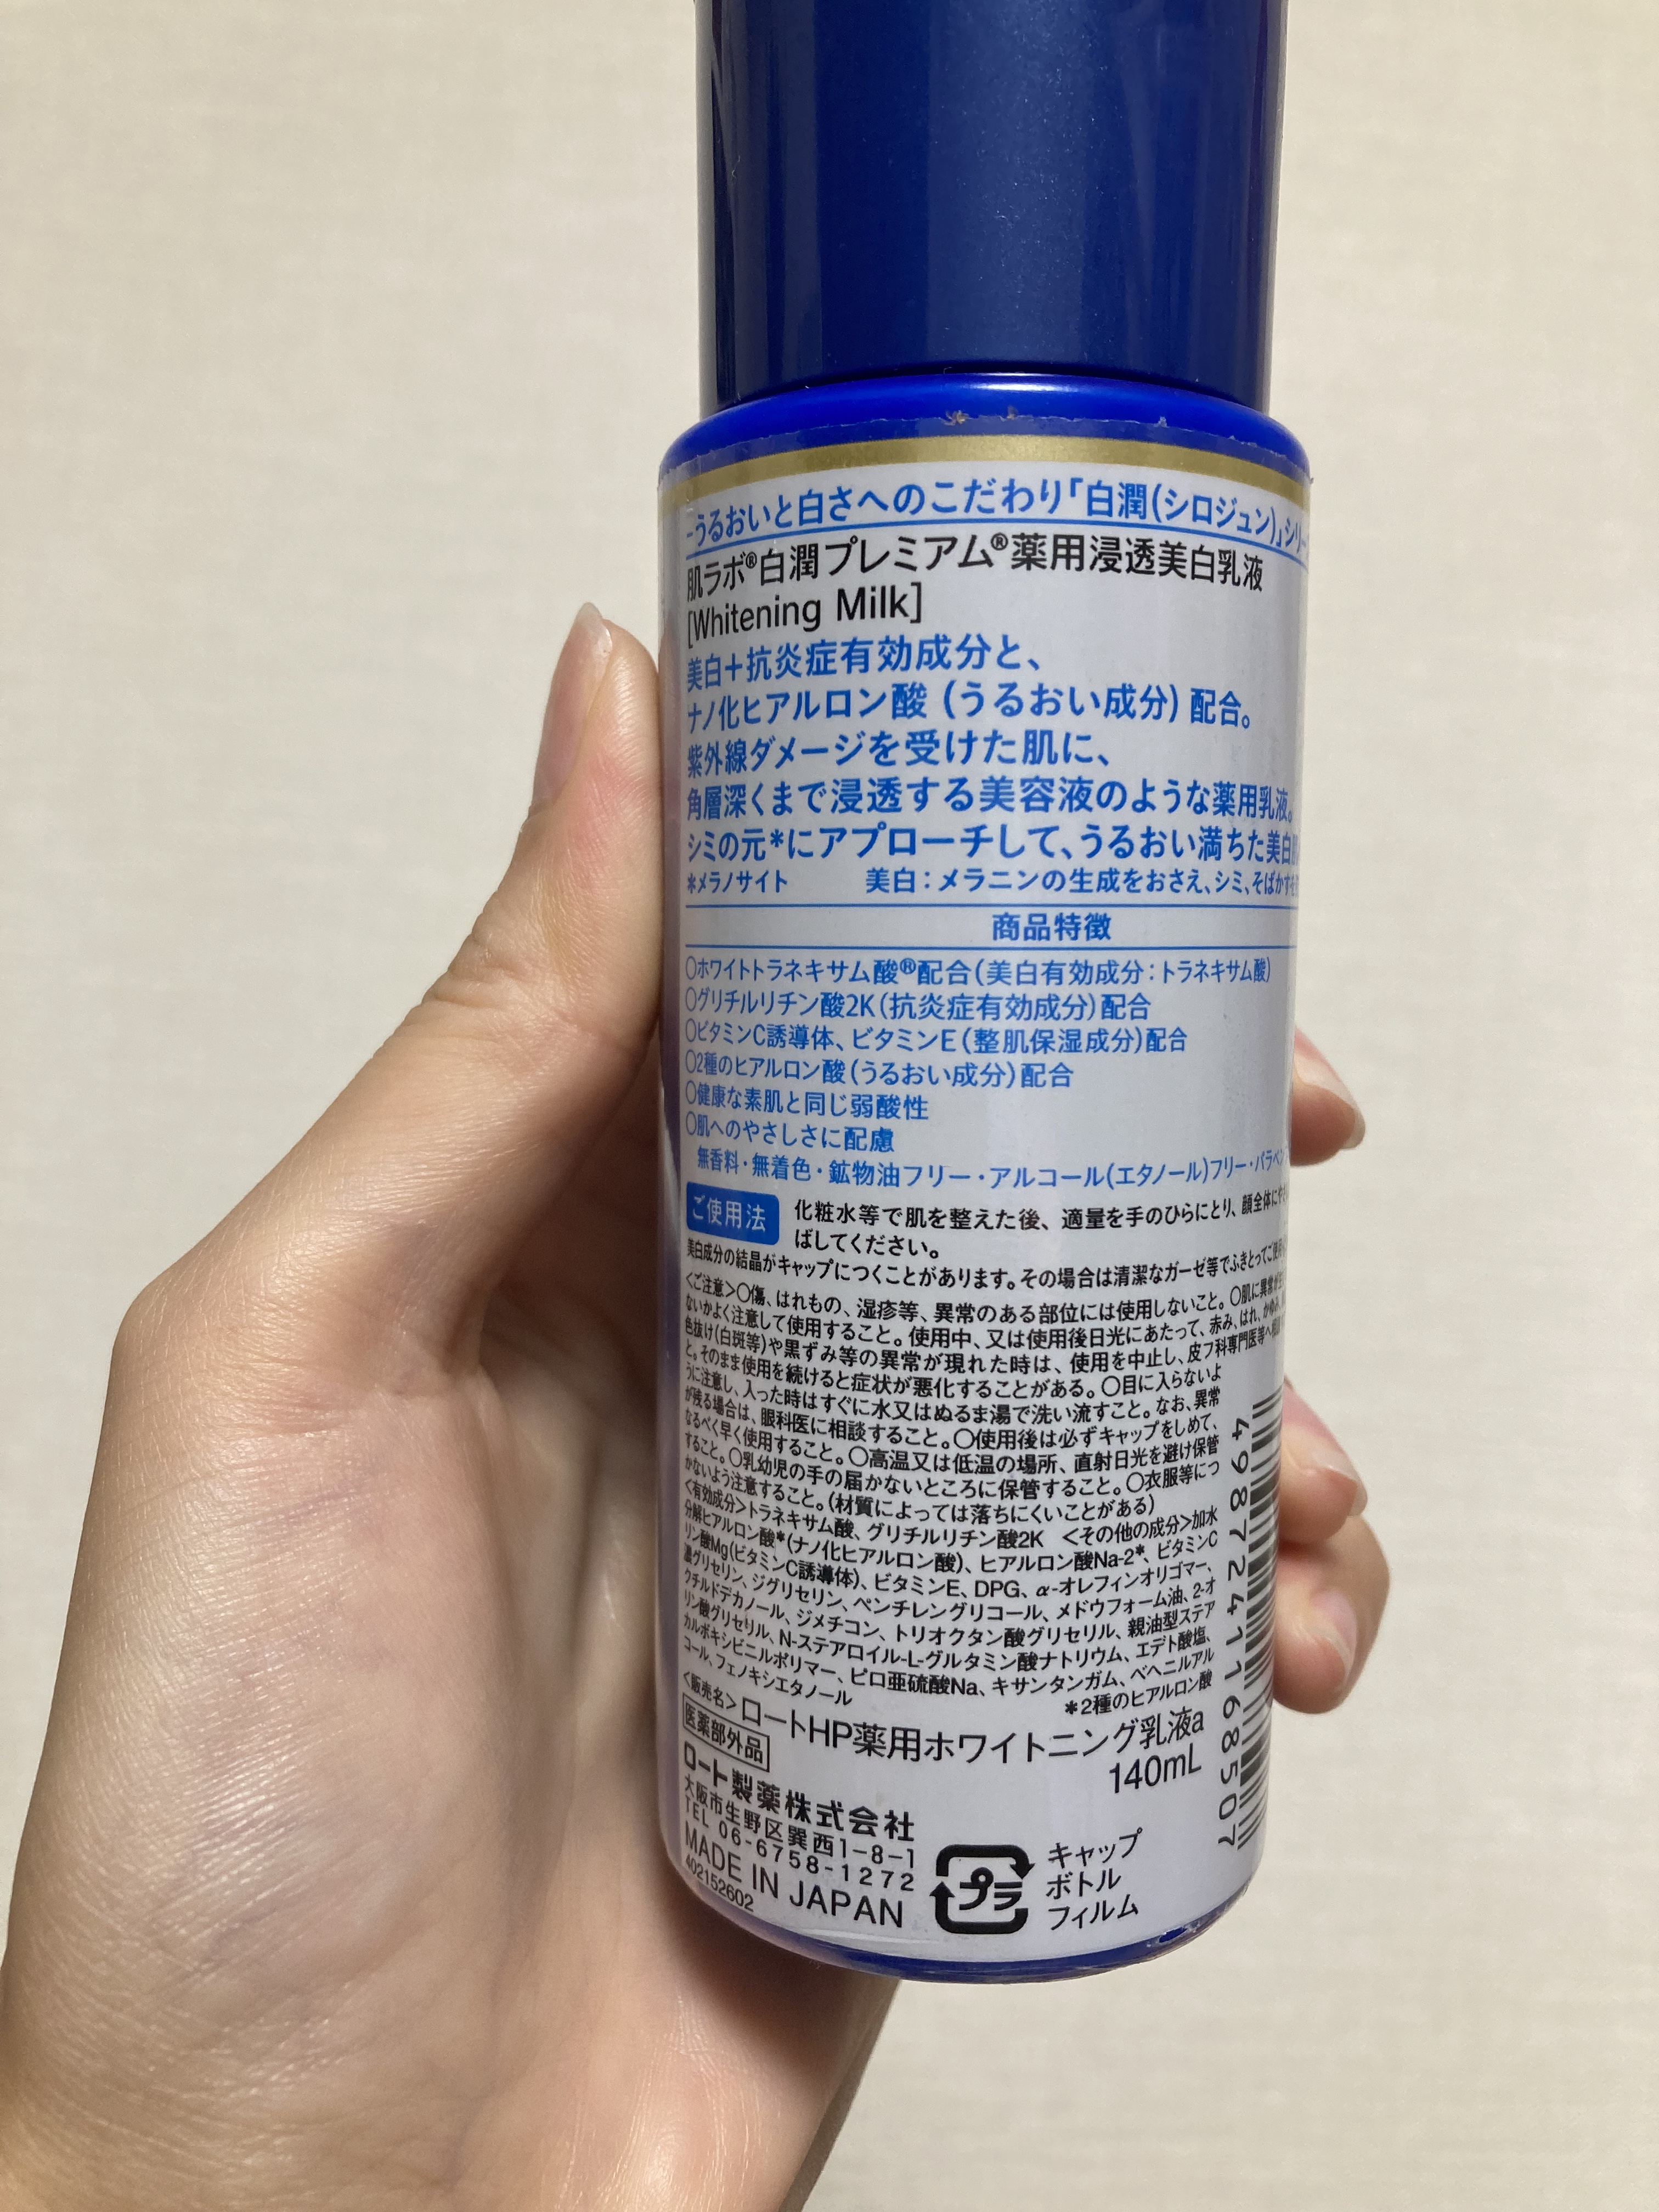 -うるおいと白さへのこだわり「白潤(シロジュン)」シリー
肌ラボ®白潤プレミアム®薬用浸透美白乳液
[Whitening Milk]
美白+抗炎症有効成分と、
ナノ化ヒアルロン酸(うるおい成分)配合。
紫外線ダメージを受けた肌に、
角層深くまで浸透する美容液のような薬用乳液。
シミの元*にアプローチして、うるおい満ちた美白
*メラノサイト 美白:メラニンの生成をおさえ、シミ、そばかす
商品特徴
○ホワイトトラネキサム酸®配合(美白有効成分:トラネキサム酸)
○グリチルリチン酸2K(抗炎症有効成分)配合
○ビタミンC誘導体、ビタミンE(整肌保湿成分)配合
○2種のヒアルロン酸(うるおい成分)配合
○健康な素肌と同じ弱酸性
○肌へのやさしさに配慮
無香料・無着色・鉱物油フリー・アルコール(エタノール)フリー・パラベン
ご使用法 化粧水等で肌を整えた後、適量を手のひらにとり、顔全体にや
ばしてください。
美白成分の結晶がキャップにつくことがあります。その場合は清潔なガーゼ等でふきとってご使
<ご注意>○傷、はれもの、湿疹等、異常のある部位には使用しないこと。○肌に異常が
ないかよく注意して使用すること。使用中、又は使用後日光にあたって、赤み、はれ、かゆみ、
色抜け(白斑等)や黒ずみ等の異常が現れた時は、使用を中止し、皮フ科専門医等へ
と。そのまま使用を続けると症状が悪化することがある。○目に入らないよ
うに注意し、入った時はすぐに水又はぬるま湯で洗い流すこと。なお、異常
が残る場合は、眼科医に相談すること。○使用後は必ずキャップをしめて、
なるべく早く使用すること。○高温又は低温の場所、直射日光を避け保管
すること。○乳幼児の手の届かないところに保管すること。○衣服等につ
かないよう注意すること。(材質によっては落ちにくいことがある)
<有効成分>トラネキサム酸、グリチルリチン酸2K <その他の成分>加水
分解ヒアルロン酸*(ナノ化ヒアルロン酸)、ヒアルロン酸Na-2*、ビタミンC
リン酸Mg(ビタミンC誘導体)、ビタミンE、DPG、α-オレフィンオリゴマー、
濃グリセリン、ジグリセリン、ペンチレングリコール、メドウフォーム油、2-オ
クチルドデカノール、ジメチコン、トリオクタン酸グリセリル、親油型ステア
リン酸グリセリル、N-ステアロイル-L-グルタミン酸ナトリウム、エデト酸塩、
カルボキシビニルポリマー、ピロ亜硫酸Na、キサンタンガム、ベヘニルアル
コール、フェノキシエタノール *2種のヒアルロン酸
<販売名>ロートHP薬用ホワイトニング乳液a
医薬部外品 140mL
ロート製薬株式会社
大阪市生野区巽西1-8-1
TEL 06-6758-1272
MADE IN JAPAN
402152602
プラ
キャップ
ボトル
フィルム
4987241168507